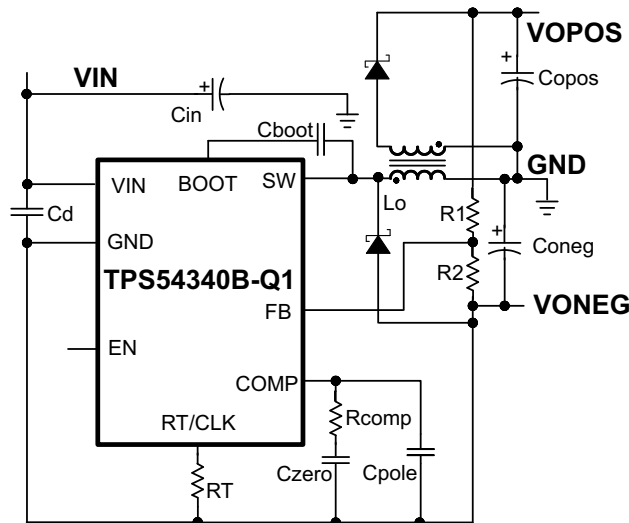 VOPOS
VIN
Copos
Cin
+
+
Cboot
GND
VIN
BOOT
SW
Lo
R1
Cd
GND
+
Coneg
TPS54340B-Q1
R2
FB
VONEG
EN
COMP
RT/CLK
Rcomp
RT
Czero
Cpole